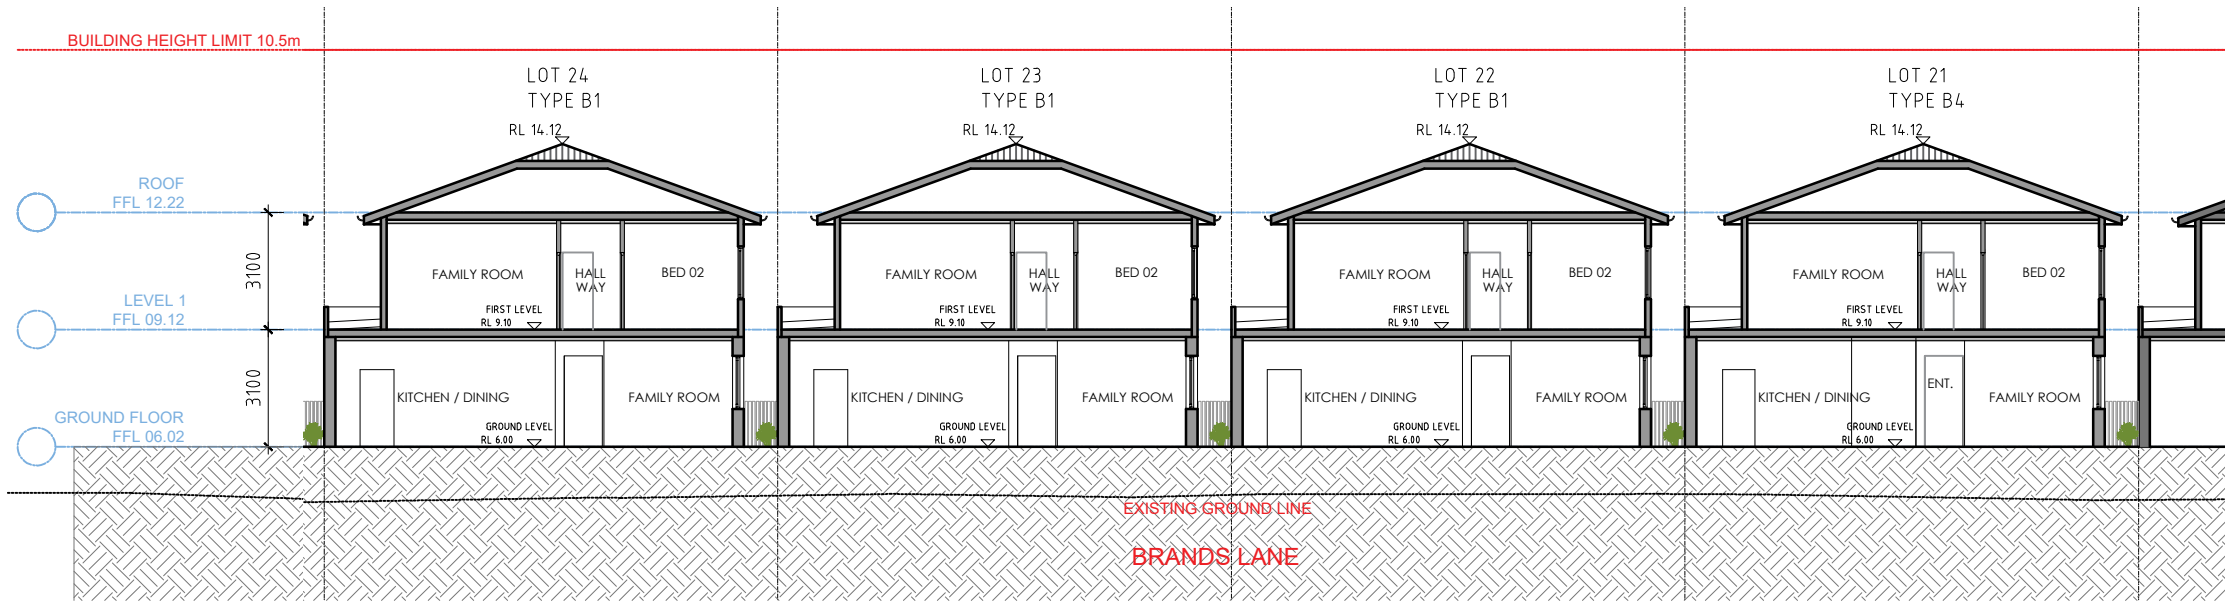 BUILDING HEIGHT LIMIT 10.5m
LOT 24
TYPE B1
RL 14.12
LOT 23
TYPE B1
RL 14.12
LOT 22
TYPE B1
RL 14.12
LOT 21
TYPE B4
RL 14.12
ROOF
FFL 12.22
3100
LEVEL 1
FFL 09.12
3100
GROUND FLOOR
FFL 06.02
FAMILY ROOM
HALL
WAY
BED 02
FIRST LEVEL
RL 9.10
KITCHEN / DINING
FAMILY ROOM
GROUND LEVEL
RL 6.00
FAMILY ROOM
HALL
WAY
BED 02
FIRST LEVEL
RL 9.10
KITCHEN / DINING
FAMILY ROOM
GROUND LEVEL
RL 6.00
FAMILY ROOM
HALL
WAY
BED 02
FIRST LEVEL
RL 9.10
KITCHEN / DINING
FAMILY ROOM
GROUND LEVEL
RL 6.00
FAMILY ROOM
HALL
WAY
BED 02
FIRST LEVEL
RL 9.10
KITCHEN / DINING
ENT.
FAMILY ROOM
GROUND LEVEL
RL 6.00
EXISTING GROUND LINE
BRANDS LANE